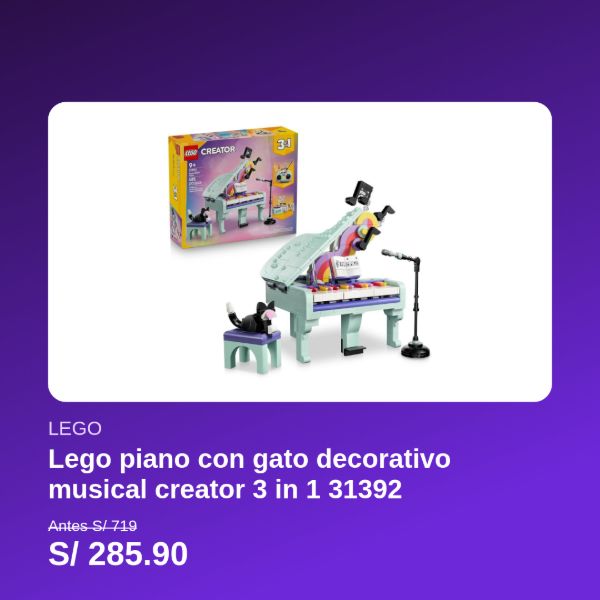 LEGO CREATOR
3in1
9+
LEGO
Lego piano con gato decorativo
musical creator 3 in 1 31392
Antes S/ 719
S/ 285.90